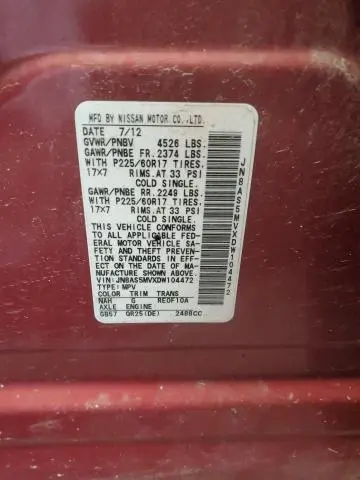 MFD BY NISSAN MOTOR CO.,LTD.
DATE 7/12
GVWR/PNBV 4526 LBS.
GAWR/PNBE FR. 2374 LBS.
WITH P225/60R17 TIRES,
17X7 RIMS.AT 33 PSI
COLD SINGLE.
GAWR/PNBE RR. 2249 LBS.
WITH P225/60R17 TIRES,
17X7 RIMS.AT 33 PSI
COLD SINGLE.
THIS VEHICLE CONFORMS
TO ALL APPLICABLE FED-
ERAL MOTOR VEHICLE SA-
FETY AND THEFT PREVEN-
TION STANDARDS IN EFF-
ECT ON THE DATE OF MA-
NUFACTURE SHOWN ABOVE.
VIN:JN8AS5MVXDW104472
TYPE:MPV
COLOR TRIM TRANS
NAH G RE0F10A
AXLE ENGINE
GB57 QR25(DE) 2488CC
JN8AS5MVXDW104472